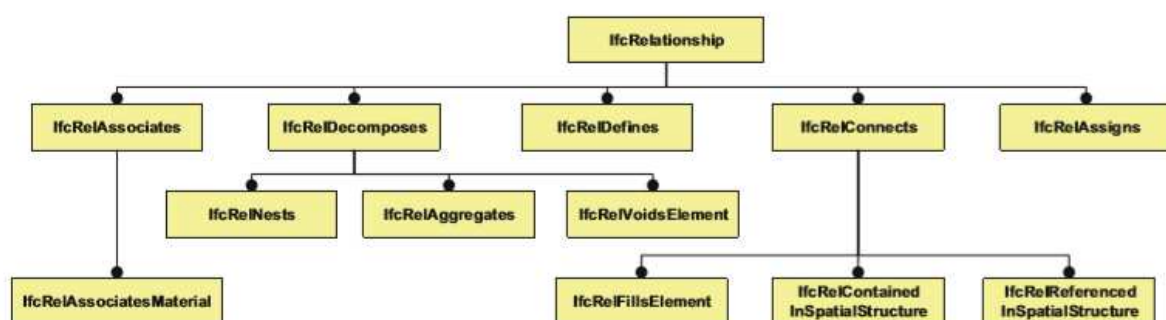 IfcRelationship
IfcRelAssociates
IfcRelDecomposes
IfcRelDefines
IfcRelConnects
IfcRelAssigns
IfcRelNests
IfcRelAggregates
IfcRelVoidsElement
IfcRelAssociatesMaterial
IfcRelFillsElement
IfcRelContained
InSpatialStructure
IfcRelReferenced
InSpatialStructure